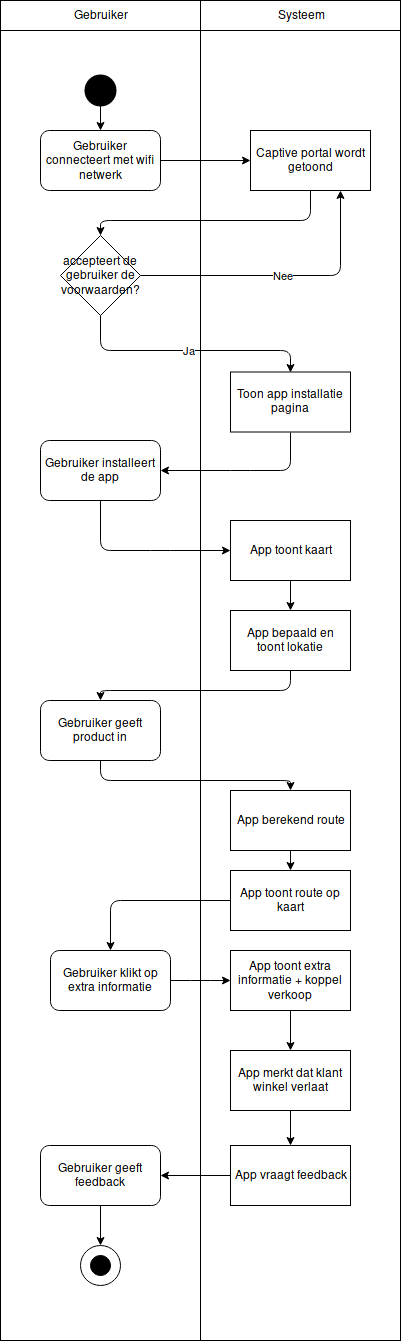 Gebruiker
Systeem
Gebruiker
connecteert met wifi
netwerk
Captive portal wordt
getoond
accepteert de
gebruiker de
voorwaarden?
Nee
Ja
Toon app installatie
pagina
Gebruiker installeert
de app
App toont kaart
App bepaald en
toont lokatie
Gebruiker geeft
product in
App berekend route
App toont route op
kaart
Gebruiker klikt op
extra informatie
App toont extra
informatie + koppel
verkoop
App merkt dat klant
winkel verlaat
Gebruiker geeft
feedback
App vraagt feedback